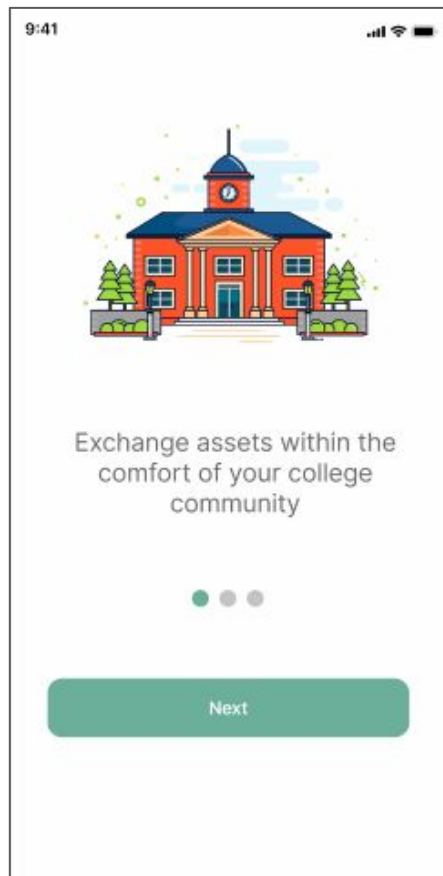 9:41
Exchange assets within the
comfort of your college
community
Next